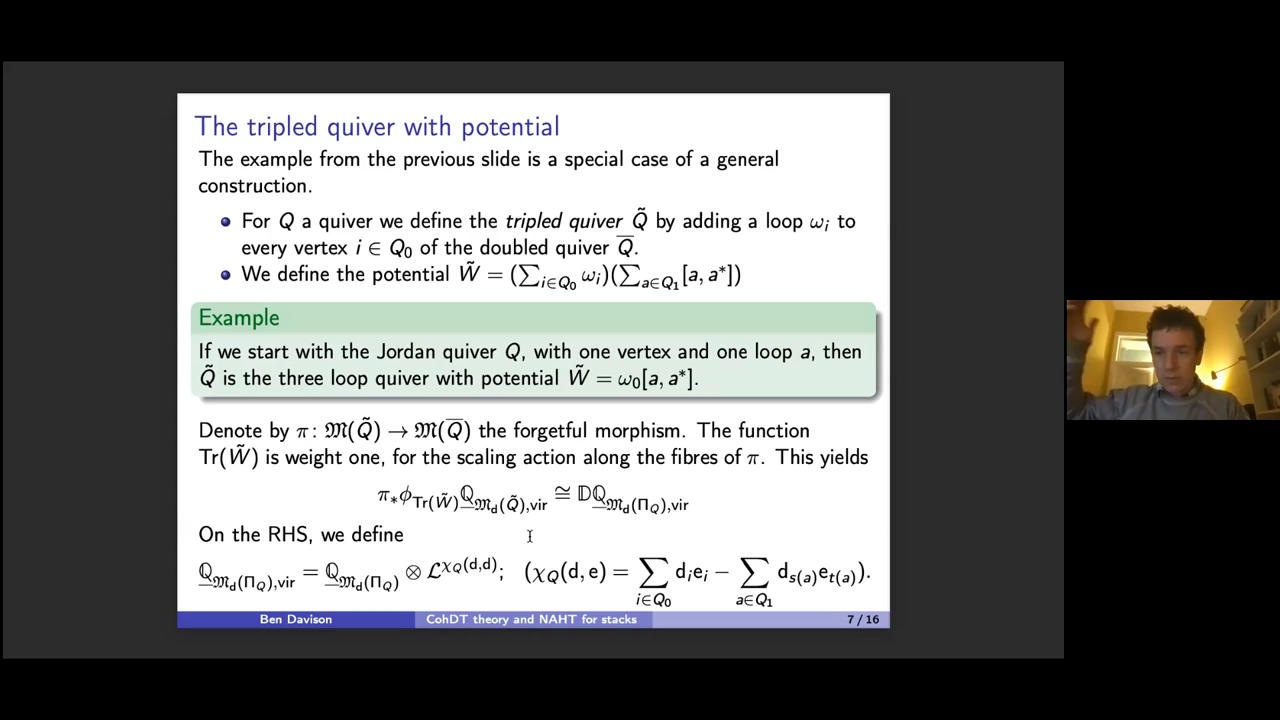 The tripled quiver with potential
The example from the previous slide is a special case of a general
construction.
For Q a quiver we define the tripled quiver Q̃ by adding a loop ωᵢ to
every vertex i ∈ Q₀ of the doubled quiver Q̅.
We define the potential W̃ = (∑_{i∈Q₀} ωᵢ)(∑_{a∈Q₁}[a, a*])
Example
If we start with the Jordan quiver Q, with one vertex and one loop a, then
Q̃ is the three loop quiver with potential W̃ = ω₀[a, a*].
Denote by π: 𝔐(Q̃) → 𝔐(Q̅) the forgetful morphism. The function
Tr(W̃) is weight one, for the scaling action along the fibres of π. This yields
π_*ϕ_{Tr(W̃)}ℚ_{𝔐_d(Q̃),vir} ≅ 𝔻ℚ_{𝔐_d(Π_Q),vir}
On the RHS, we define
ℚ_{𝔐_d(Π_Q),vir} = ℚ_{𝔐_d(Π_Q)} ⊗ ℒ^{χ_Q(d,d)}; (χ_Q(d, e) = ∑_{i∈Q₀} dᵢeᵢ − ∑_{a∈Q₁} d_{s(a)}e_{t(a)}).
Ben Davison CohDT theory and NAHT for stacks 7 / 16